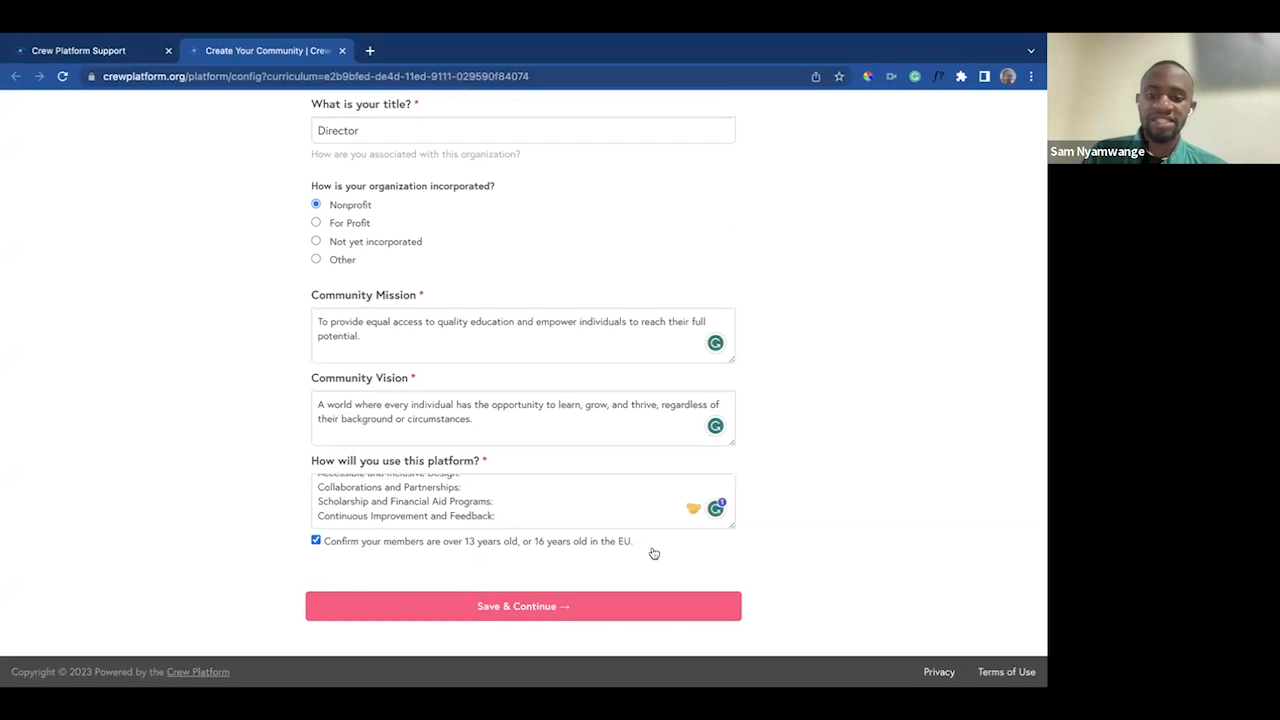 Crew Platform Support
Create Your Community | Crew
crewplatform.org/platform/config?curriculum=e2b9bfed-de4d-11ed-9111-029590f84074
Sam Nyamwange
What is your title? *
Director
How are you associated with this organization?
How is your organization incorporated?
Nonprofit
For Profit
Not yet incorporated
Other
Community Mission *
To provide equal access to quality education and empower individuals to reach their full
potential.
Community Vision *
A world where every individual has the opportunity to learn, grow, and thrive, regardless of
their background or circumstances.
How will you use this platform? *
Accessible and Inclusive Design:
Collaborations and Partnerships:
Scholarship and Financial Aid Programs:
Continuous Improvement and Feedback:
Confirm your members are over 13 years old, or 16 years old in the EU.
Save & Continue →
Copyright © 2023 Powered by the Crew Platform
Privacy
Terms of Use